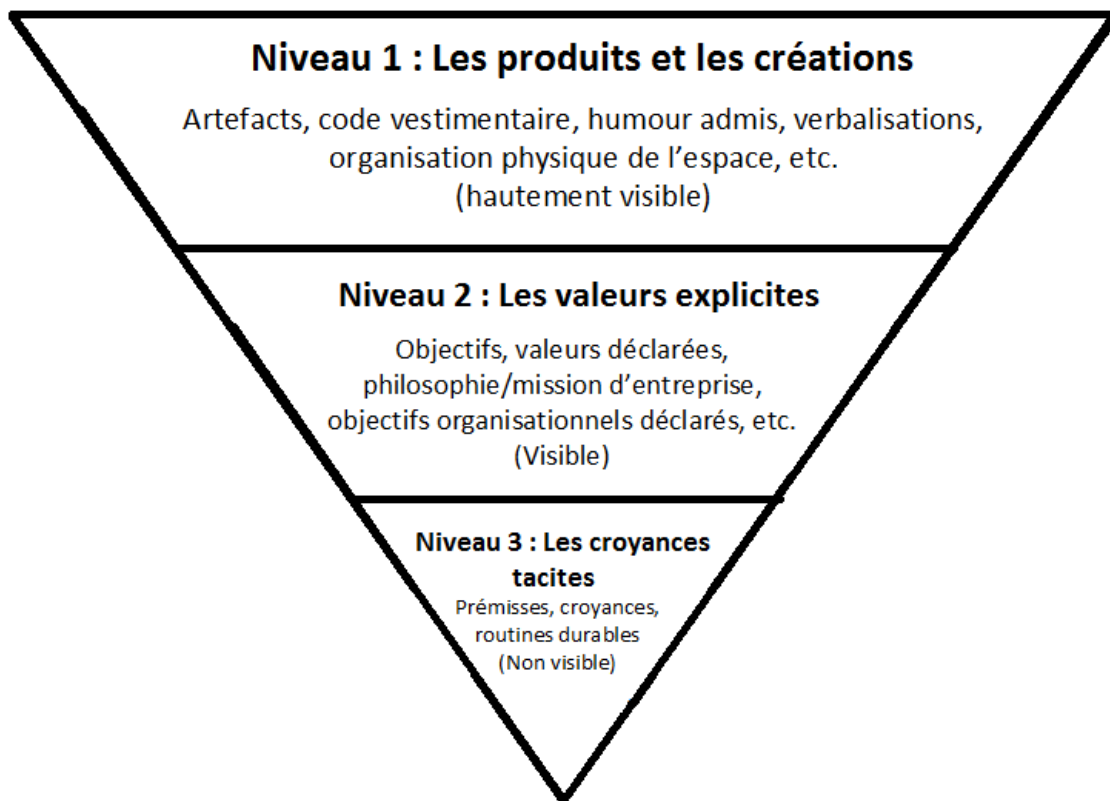 Niveau 1 : Les produits et les créations
Artefacts, code vestimentaire, humour admis, verbalisations,
organisation physique de l’espace, etc.
(hautement visible)
Niveau 2 : Les valeurs explicites
Objectifs, valeurs déclarées,
philosophie/mission d’entreprise,
objectifs organisationnels déclarés, etc.
(Visible)
Niveau 3 : Les croyances
tacites
Prémisses, croyances,
routines durables
(Non visible)